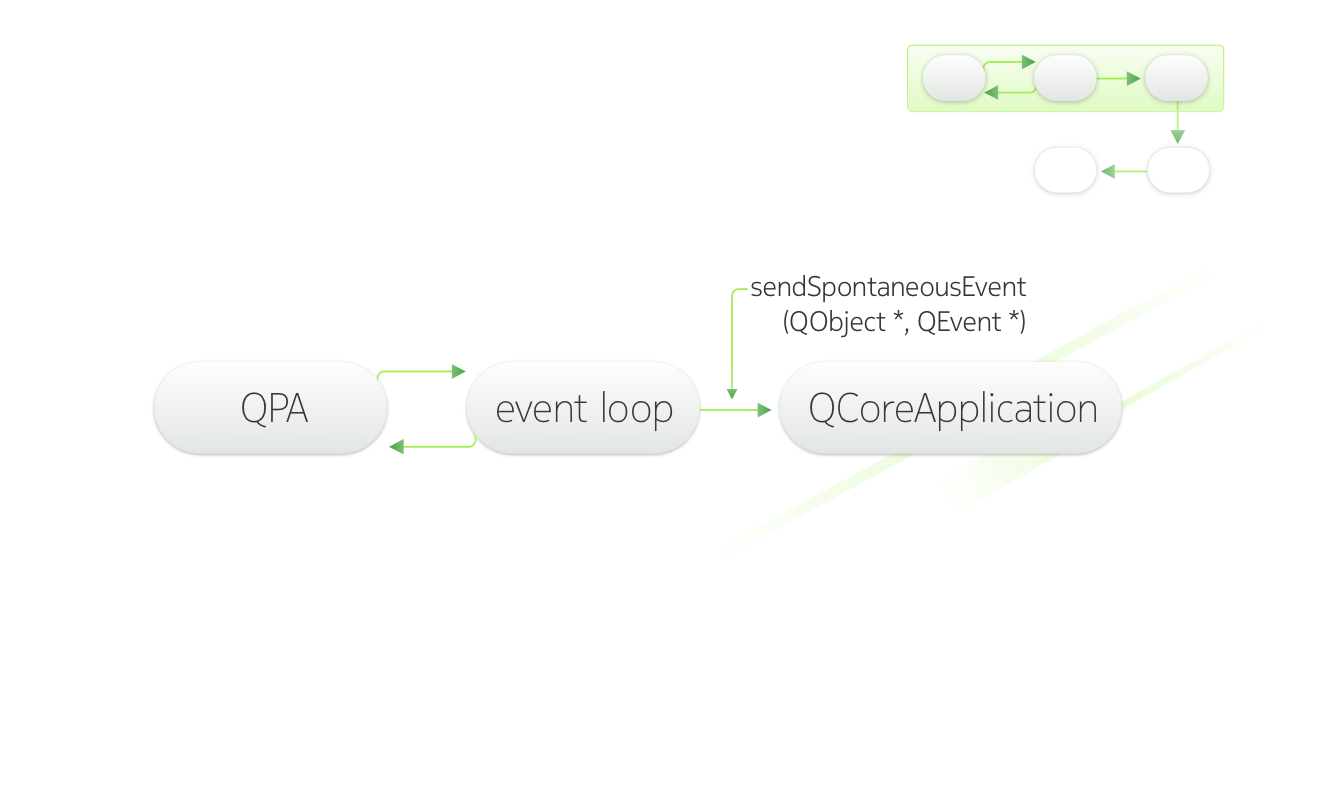 sendSpontaneousEvent
(QObject *, QEvent *)
QPA
event loop
QCoreApplication